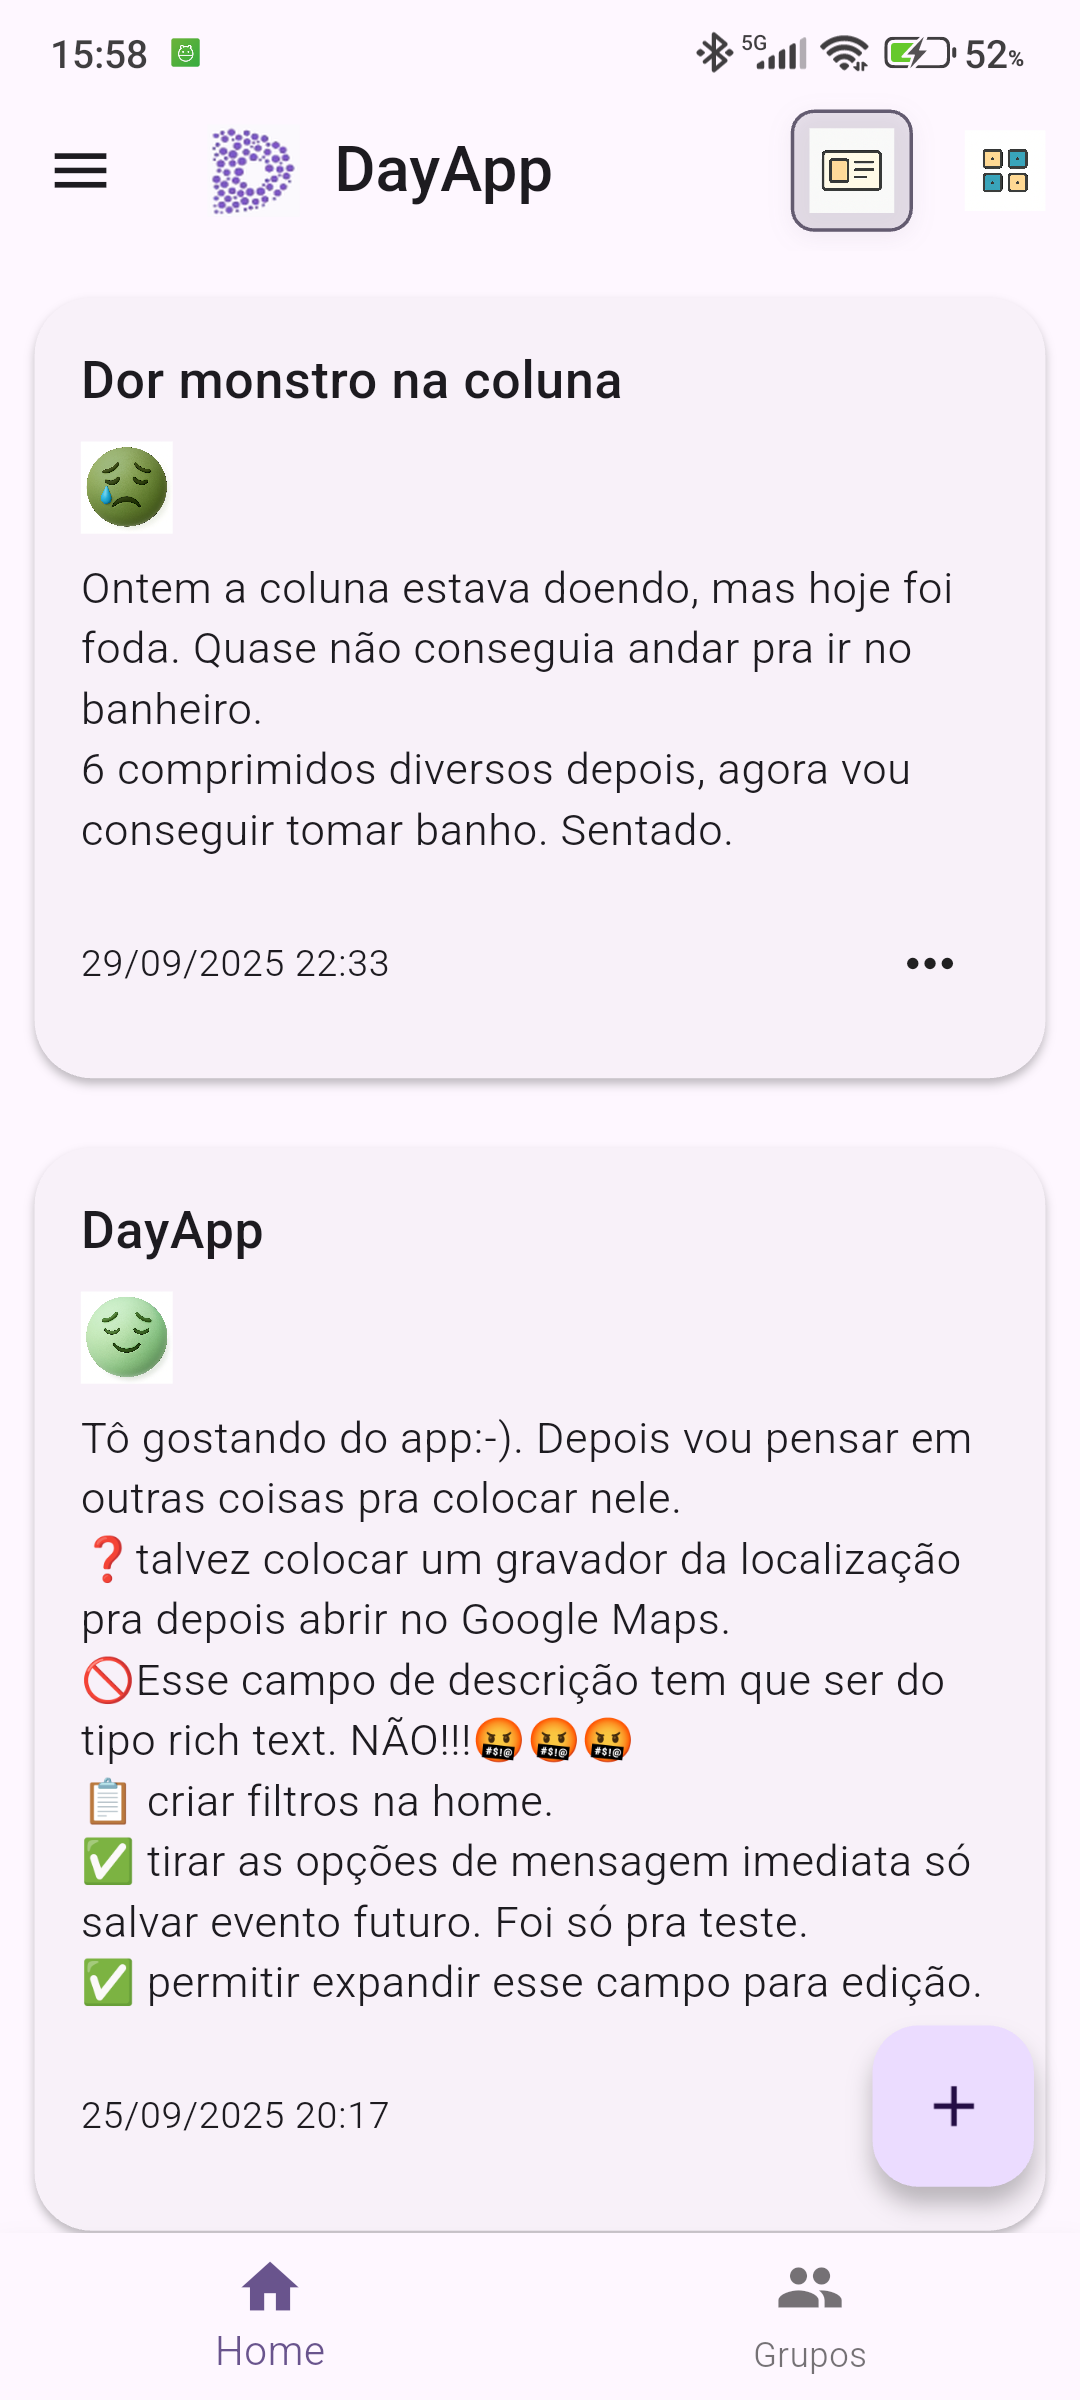 15:58
5G
52%
DayApp
Dor monstro na coluna
Ontem a coluna estava doendo, mas hoje foi
foda. Quase não conseguia andar pra ir no
banheiro.
6 comprimidos diversos depois, agora vou
conseguir tomar banho. Sentado.
29/09/2025 22:33
DayApp
Tô gostando do app:-). Depois vou pensar em
outras coisas pra colocar nele.
❓talvez colocar um gravador da localização
pra depois abrir no Google Maps.
🚫Esse campo de descrição tem que ser do
tipo rich text. NÃO!!!🤬🤬🤬
📋 criar filtros na home.
✅ tirar as opções de mensagem imediata só
salvar evento futuro. Foi só pra teste.
✅ permitir expandir esse campo para edição.
25/09/2025 20:17
Home
Grupos